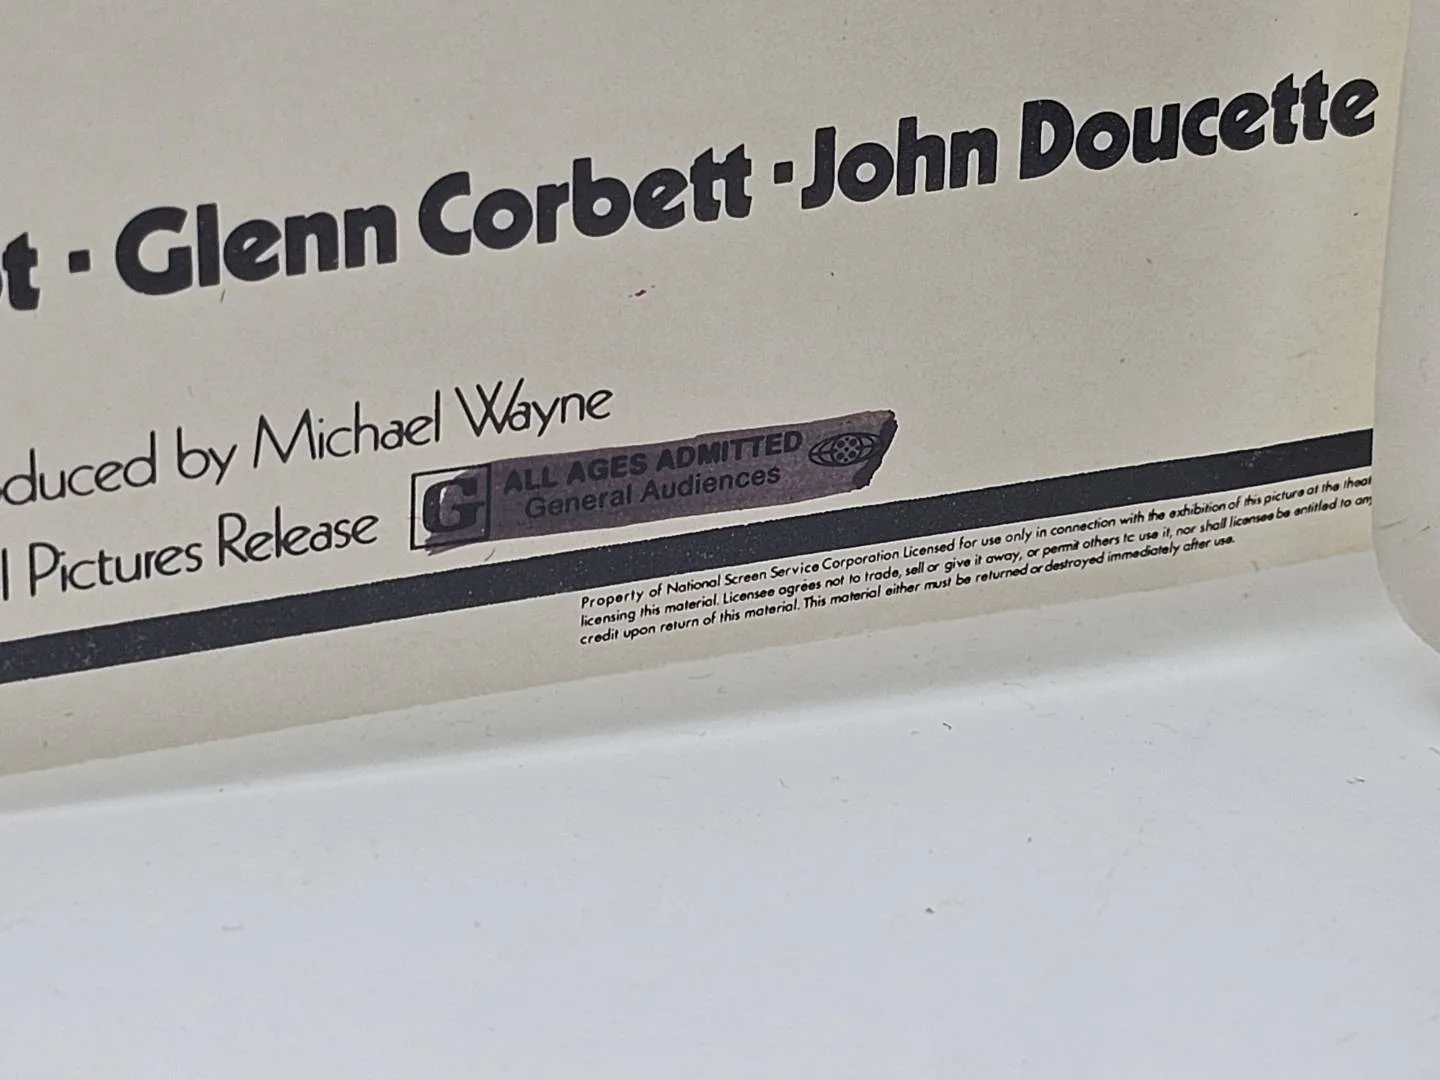 t · Glenn Corbett · John Doucette
duced by Michael Wayne
l Pictures Release
G ALL AGES ADMITTED
General Audiences
Property of National Screen Service Corporation Licensed for use only in connection with the exhibition of this picture at the theat
licensing this material. Licensee agrees not to trade, sell or give it away, or permit others to use it, nor shall licensee be entitled to any
credit upon return of this material. This material either must be returned or destroyed immediately after use.